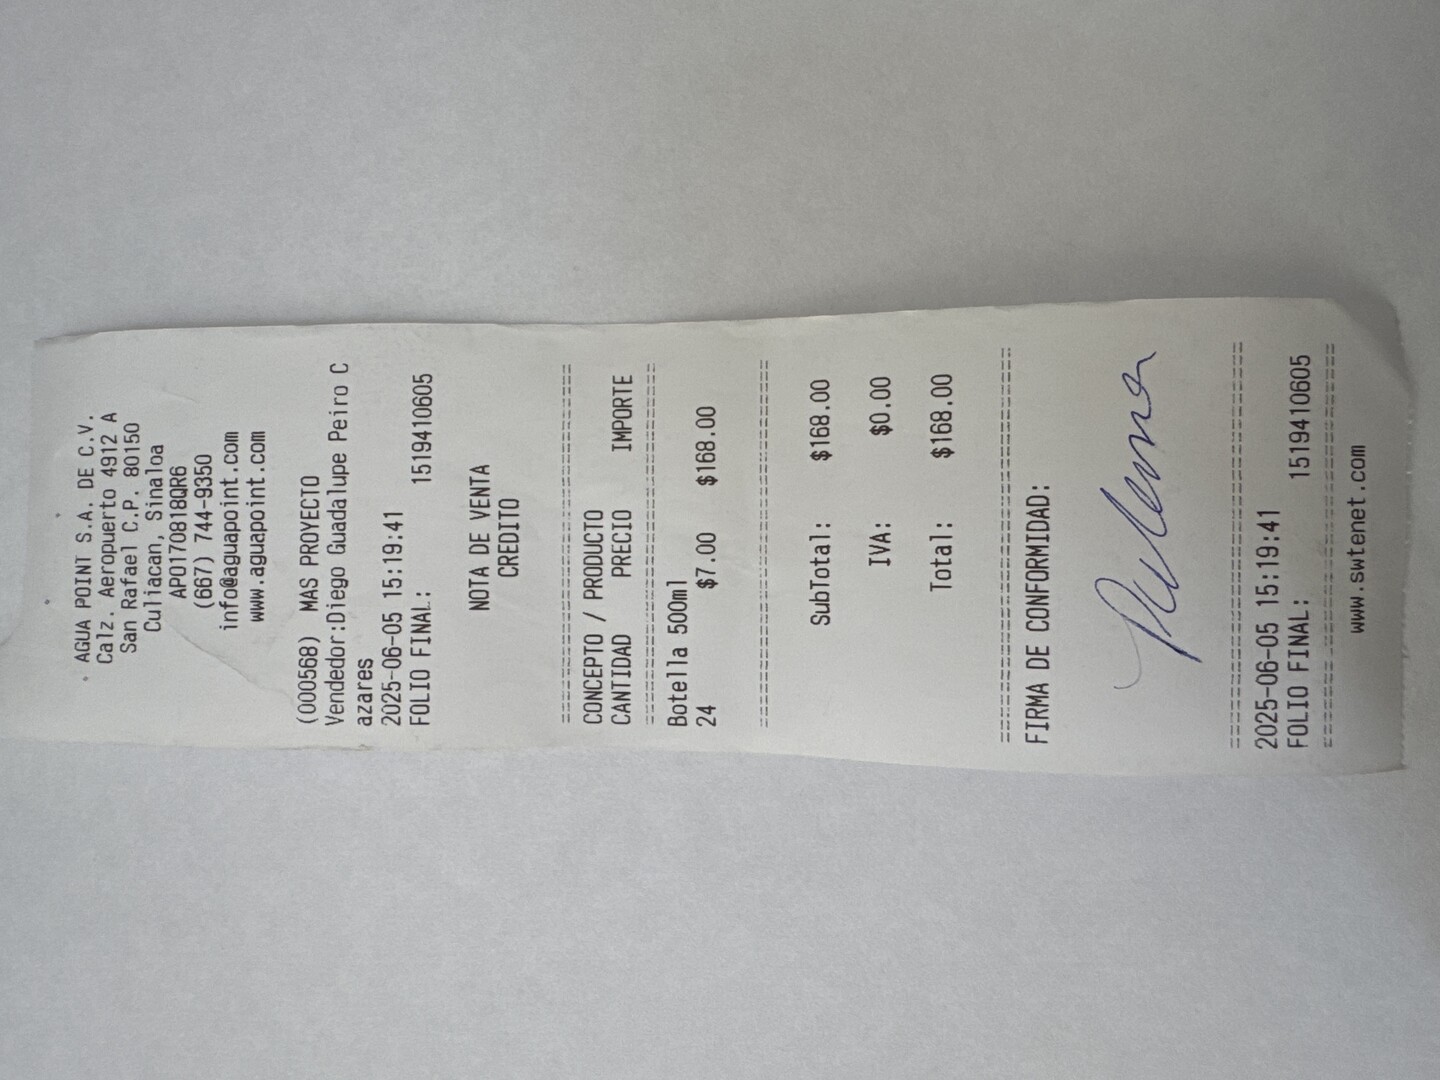 AGUA POINT S.A. DE C.V.
Calz. Aeropuerto 4912 A
San Rafael C.P. 80150
Culiacan, Sinaloa
APO170818QR6
(667) 744-9350
info@aguapoint.com
www.aguapoint.com
(000568) MAS PROYECTO
Vendedor:Diego Guadalupe Peiro C
azares
2025-06-05 15:19:41
FOLIO FINAL: 1519410605
NOTA DE VENTA
CREDITO
================================
CONCEPTO / PRODUCTO
CANTIDAD PRECIO IMPORTE
================================
Botella 500ml
24 $7.00 $168.00
================================
SubTotal: $168.00
IVA: $0.00
Total: $168.00
================================
FIRMA DE CONFORMIDAD:
================================
2025-06-05 15:19:41
FOLIO FINAL: 1519410605
================================
www.swtenet.com